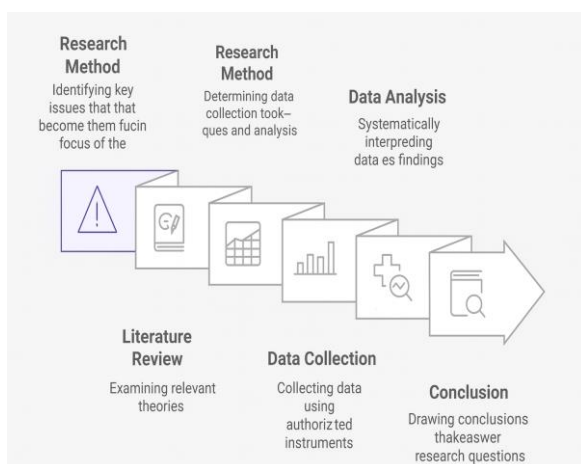 Research
Method
Identifying key
issues that that
become them fucin
focus of the
Research
Method
Determining data
collection took–
ques and analysis
Data Analysis
Systematically
interpreding
data es findings
Literature
Review
Examining relevant
theories
Data Collection
Collecting data
using
authoriz ted
instruments
Conclusion
Drawing conclusions
thakeaswer
research questions